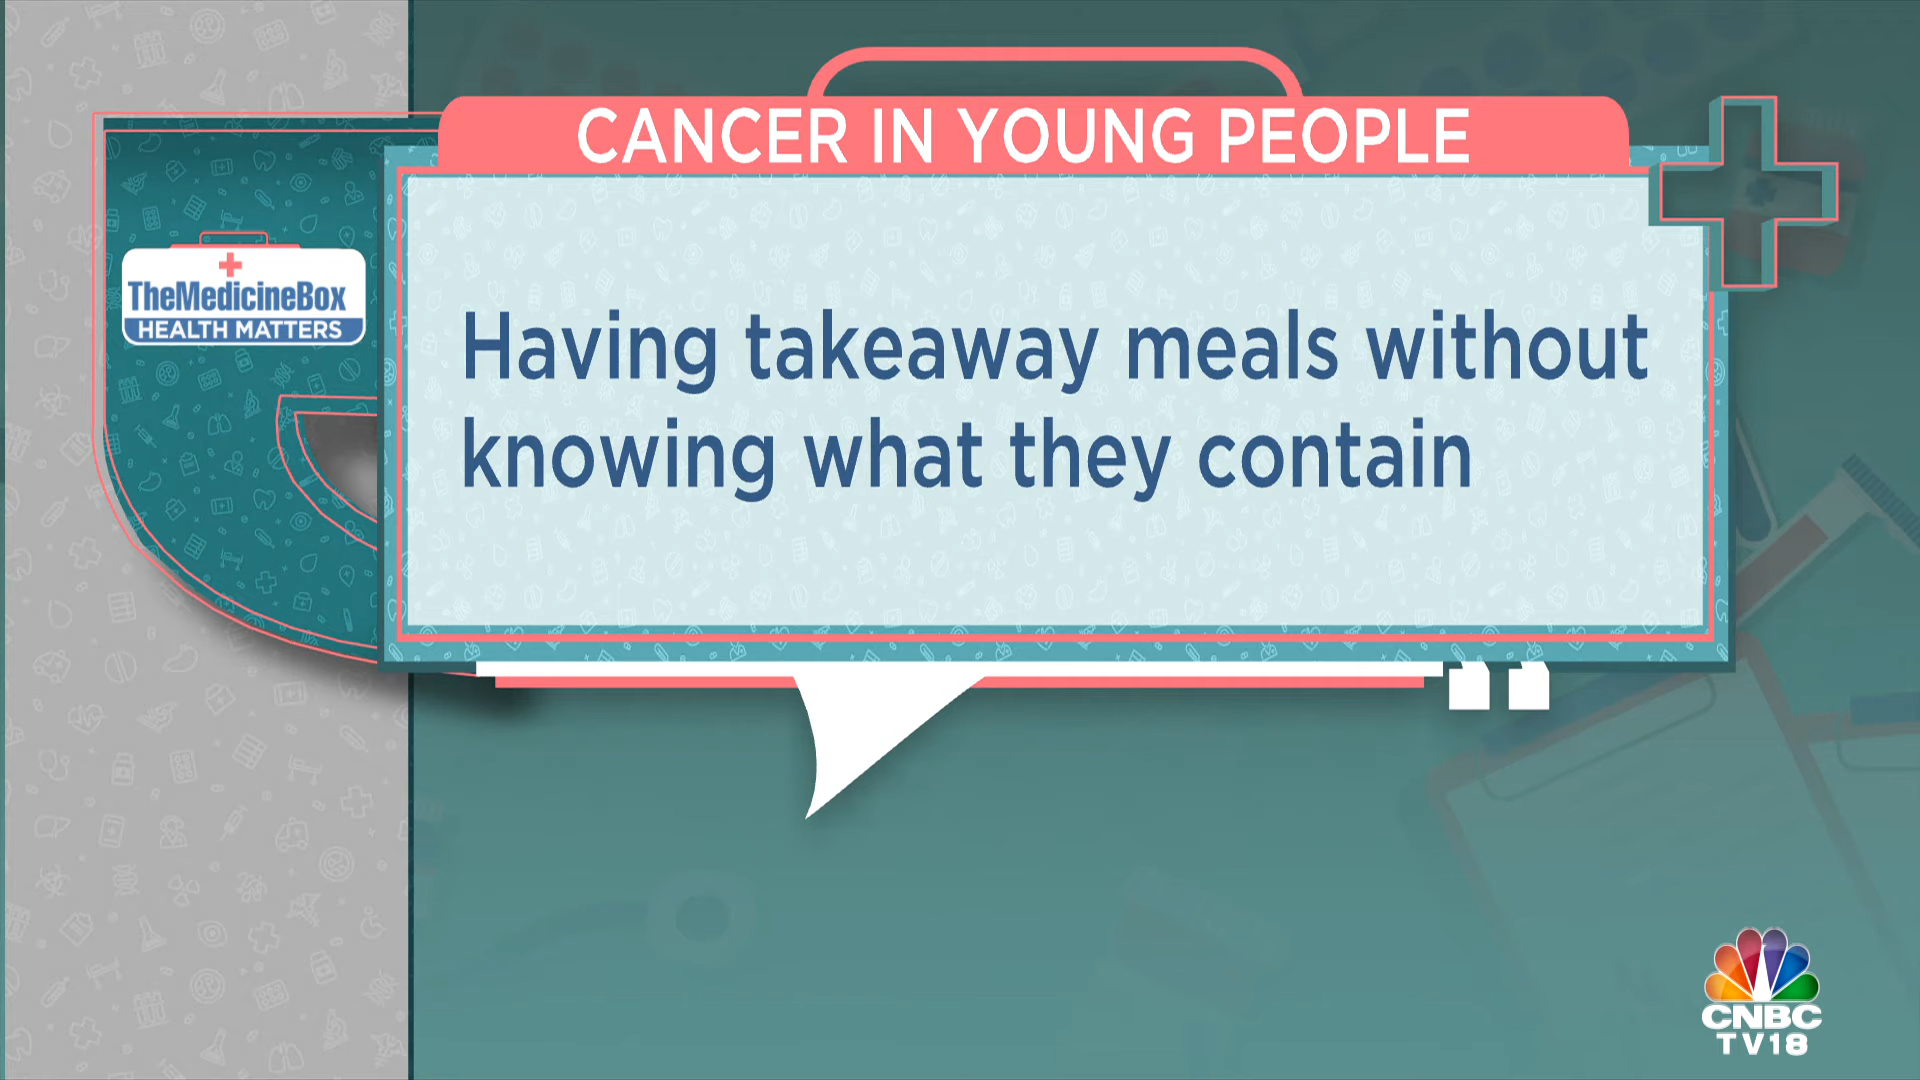 CANCER IN YOUNG PEOPLE
TheMedicineBox
HEALTH MATTERS
Having takeaway meals without
knowing what they contain
CNBC
TV18